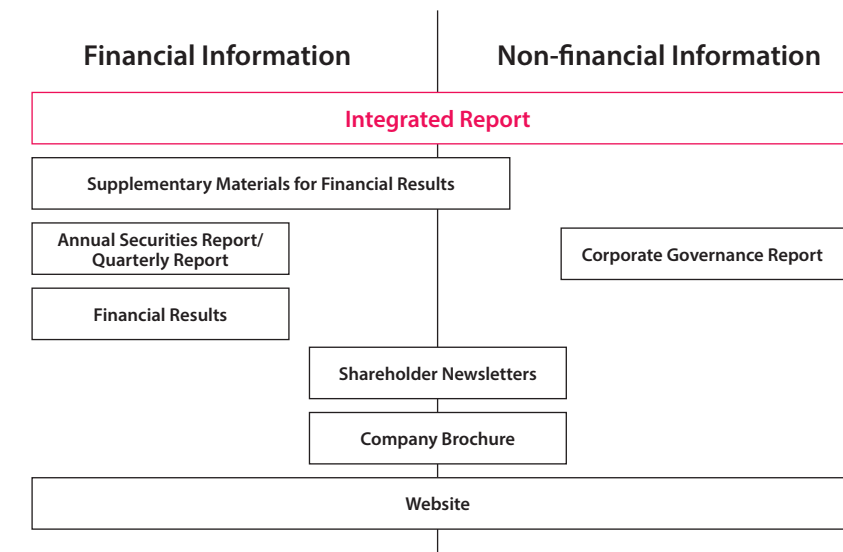 Financial Information
Non-financial Information
Integrated Report
Supplementary Materials for Financial Results
Annual Securities Report/
Quarterly Report
Corporate Governance Report
Financial Results
Shareholder Newsletters
Company Brochure
Website